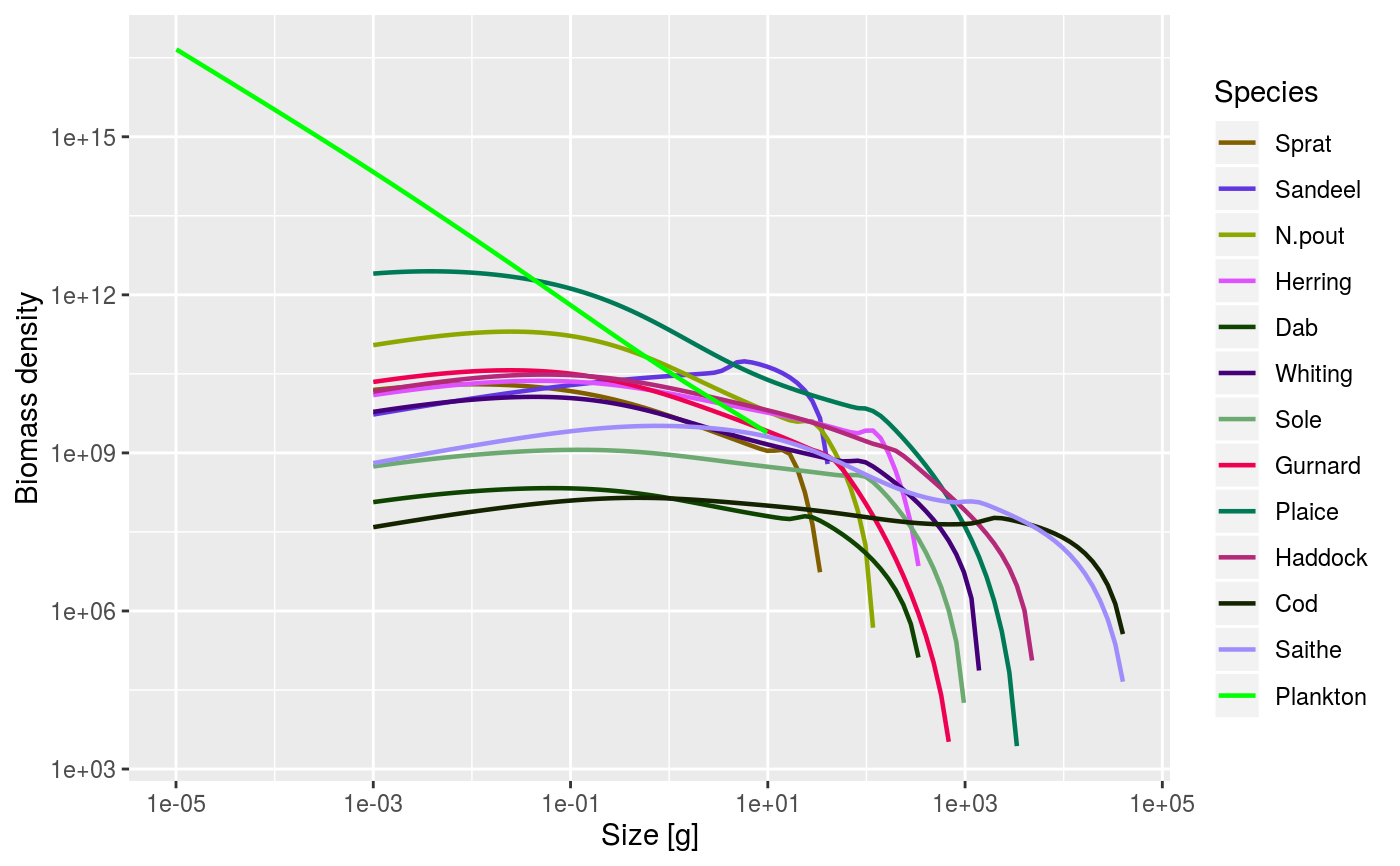 Biomass density
1e+15
1e+12
1e+09
1e+06
1e+03
1e-05 1e-03 1e-01 1e+01 1e+03 1e+05
Size [g]
Species
Sprat
Sandeel
N.pout
Herring
Dab
Whiting
Sole
Gurnard
Plaice
Haddock
Cod
Saithe
Plankton